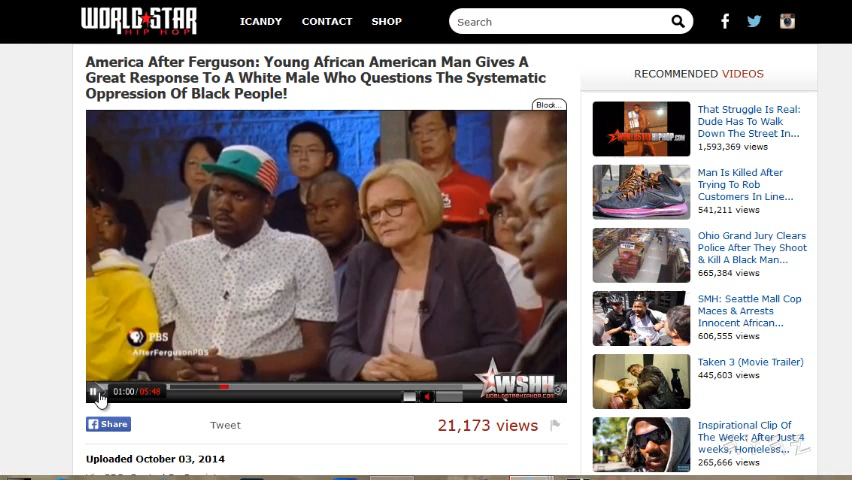 WORLDSTAR
HIP HOP
ICANDY
CONTACT
SHOP
Search
America After Ferguson: Young African American Man Gives A
Great Response To A White Male Who Questions The Systematic
Oppression Of Black People!
Block...
PBS
AfterFergusonPBS
WSHH
WORLDSTARHIPHOP.COM
01:00/05:48
Share
Tweet
21,173 views
Uploaded October 03, 2014
RECOMMENDED VIDEOS
WORLDSTARHIPHOP.COM
That Struggle Is Real:
Dude Has To Walk
Down The Street In...
1,593,369 views
Man Is Killed After
Trying To Rob
Customers In Line...
541,211 views
Ohio Grand Jury Clears
Police After They Shoot
& Kill A Black Man...
665,384 views
SMH: Seattle Mall Cop
Maces & Arrests
Innocent African...
606,555 views
Taken 3 (Movie Trailer)
445,603 views
Inspirational Clip Of
The Week: After Just 4
weeks, Homeless...
265,666 views